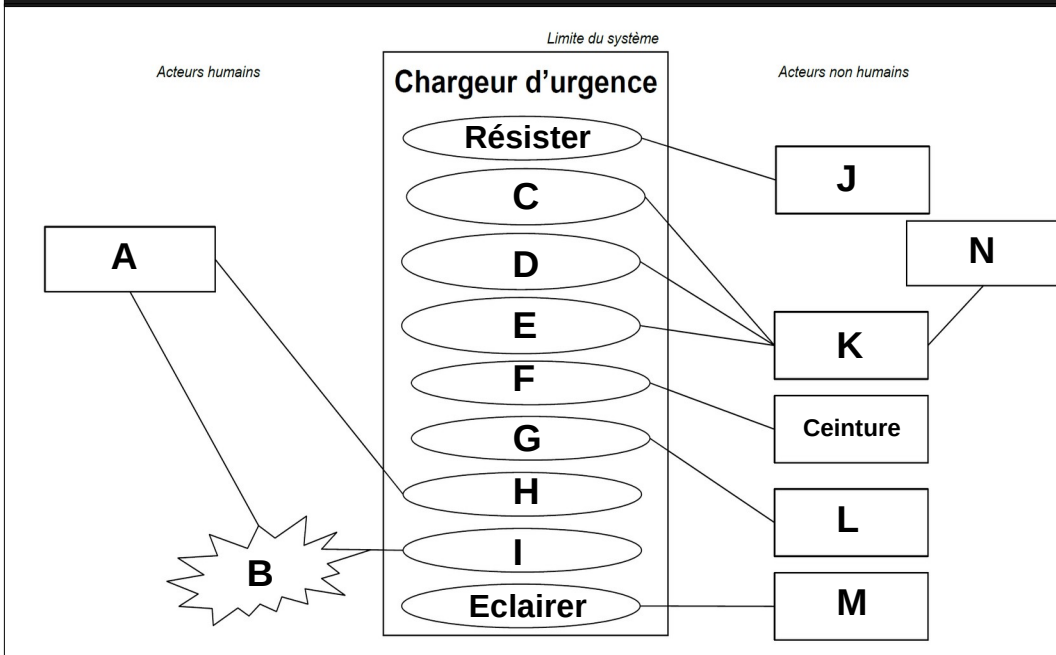 Limite du système
Acteurs humains
Acteurs non humains
Chargeur d'urgence
Résister
J
C
A
N
D
E
K
F
Ceinture
G
H
L
I
B
Eclairer
M